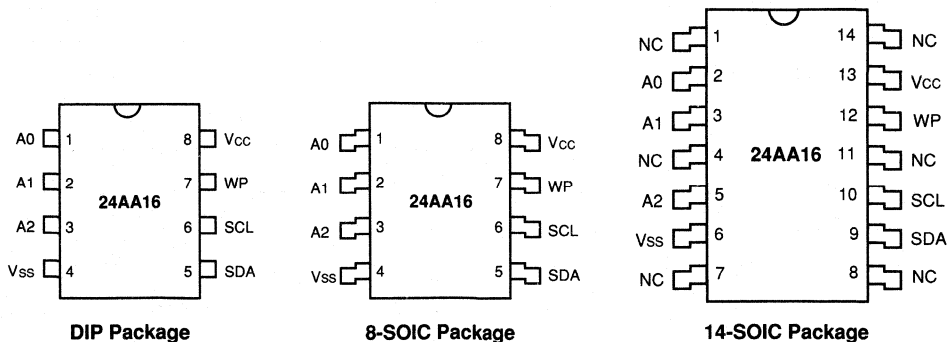 A0 1 8 VCC
A1 2 7 WP
24AA16
A2 3 6 SCL
VSS 4 5 SDA
DIP Package
A0 1 8 VCC
A1 2 7 WP
24AA16
A2 3 6 SCL
VSS 4 5 SDA
8-SOIC Package
NC 1 14 NC
A0 2 13 VCC
A1 3 12 WP
NC 4 24AA16 11 NC
A2 5 10 SCL
VSS 6 9 SDA
NC 7 8 NC
14-SOIC Package